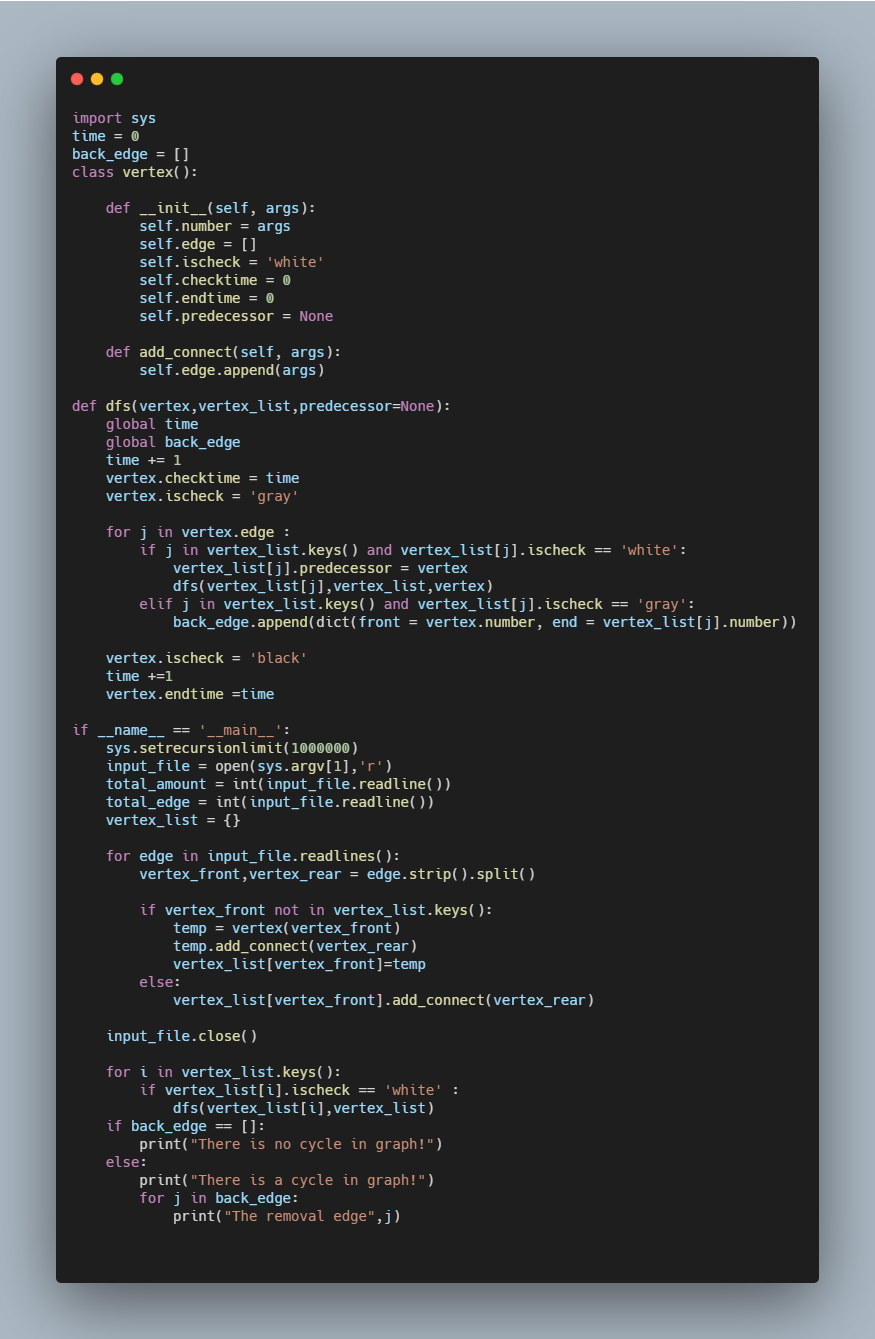 import sys
time = 0
back_edge = []
class vertex():
    def __init__(self, args):
        self.number = args
        self.edge = []
        self.ischeck = 'white'
        self.checktime = 0
        self.endtime = 0
        self.predecessor = None
    def add_connect(self, args):
        self.edge.append(args)
def dfs(vertex,vertex_list,predecessor=None):
    global time
    global back_edge
    time += 1
    vertex.checktime = time
    vertex.ischeck = 'gray'
    for j in vertex.edge :
        if j in vertex_list.keys() and vertex_list[j].ischeck == 'white':
            vertex_list[j].predecessor = vertex
            dfs(vertex_list[j],vertex_list,vertex)
        elif j in vertex_list.keys() and vertex_list[j].ischeck == 'gray':
            back_edge.append(dict(front = vertex.number, end = vertex_list[j].number))
    vertex.ischeck = 'black'
    time +=1
    vertex.endtime =time
if __name__ == '__main__':
    sys.setrecursionlimit(1000000)
    input_file = open(sys.argv[1],'r')
    total_amount = int(input_file.readline())
    total_edge = int(input_file.readline())
    vertex_list = {}
    for edge in input_file.readlines():
        vertex_front,vertex_rear = edge.strip().split()
        if vertex_front not in vertex_list.keys():
            temp = vertex(vertex_front)
            temp.add_connect(vertex_rear)
            vertex_list[vertex_front]=temp
        else:
            vertex_list[vertex_front].add_connect(vertex_rear)
    input_file.close()
    for i in vertex_list.keys():
        if vertex_list[i].ischeck == 'white' :
            dfs(vertex_list[i],vertex_list)
    if back_edge == []:
        print("There is no cycle in graph!")
    else:
        print("There is a cycle in graph!")
        for j in back_edge:
            print("The removal edge",j)